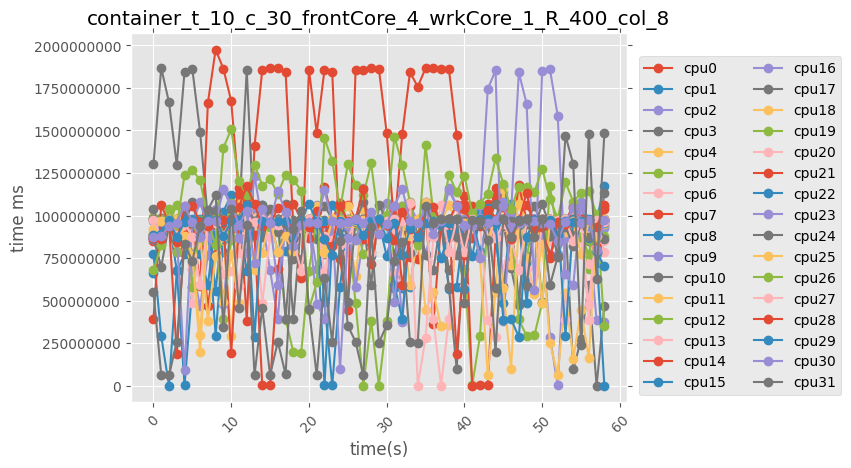 container_t_10_c_30_frontCore_4_wrkCore_1_R_400_col_8
time ms
2000000000
1750000000
1500000000
1250000000
1000000000
750000000
500000000
250000000
0
0 10 20 30 40 50 60
time(s)
cpu0 cpu16
cpu1 cpu17
cpu2 cpu18
cpu3 cpu19
cpu4 cpu20
cpu5 cpu21
cpu6 cpu22
cpu7 cpu23
cpu8 cpu24
cpu9 cpu25
cpu10 cpu26
cpu11 cpu27
cpu12 cpu28
cpu13 cpu29
cpu14 cpu30
cpu15 cpu31